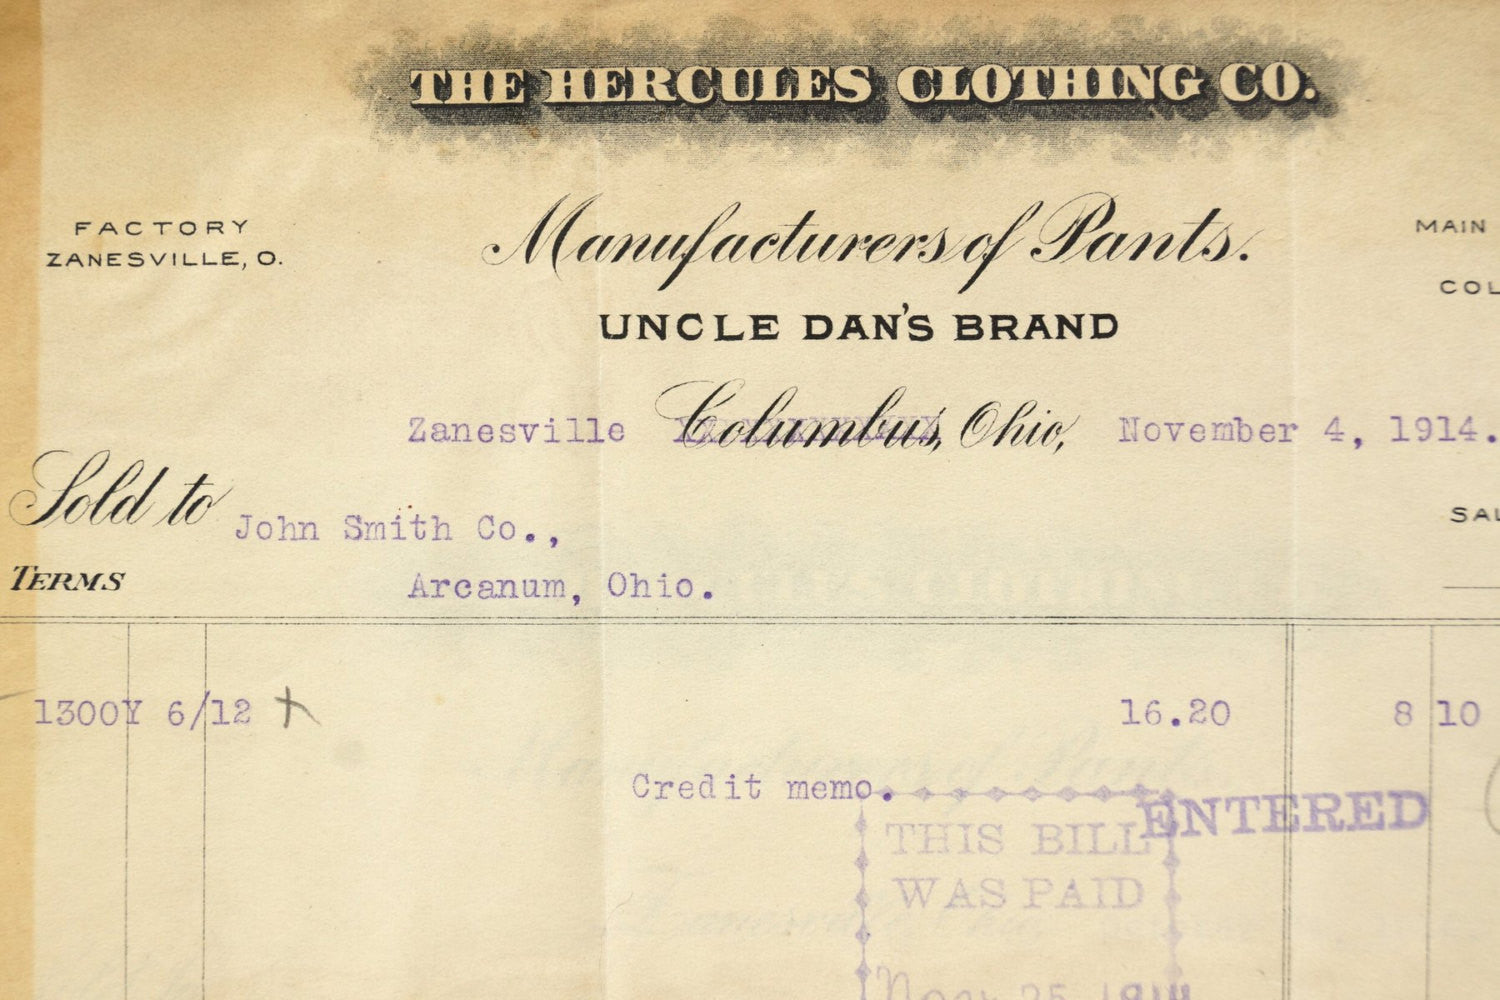 THE HERCULES CLOTHING CO.
FACTORY
ZANESVILLE, O.
Manufacturers of Pants.
MAIN
COL
UNCLE DAN'S BRAND
Zanesville Columbus, Ohio, November 4, 1914.
Sold to John Smith Co.,
SAL
TERMS Arcanum, Ohio.
1300Y 6/12 16.20 8 10
Credit memo.
ENTERED
THIS BILL
WAS PAID
25 1914